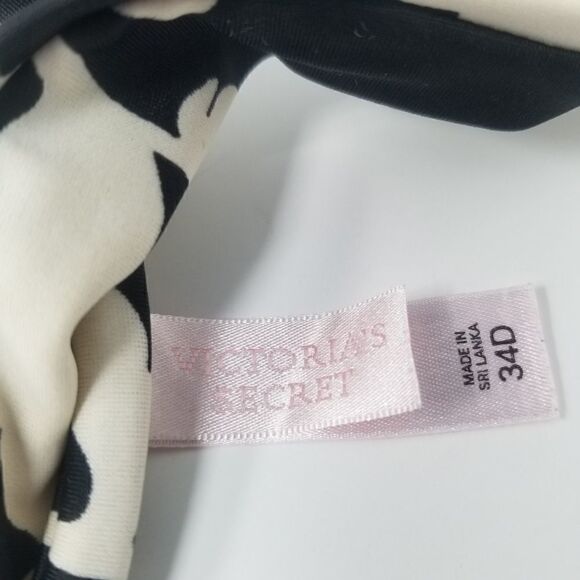 VICTORIA'S
SECRET
MADE IN
SRI LANKA
34D